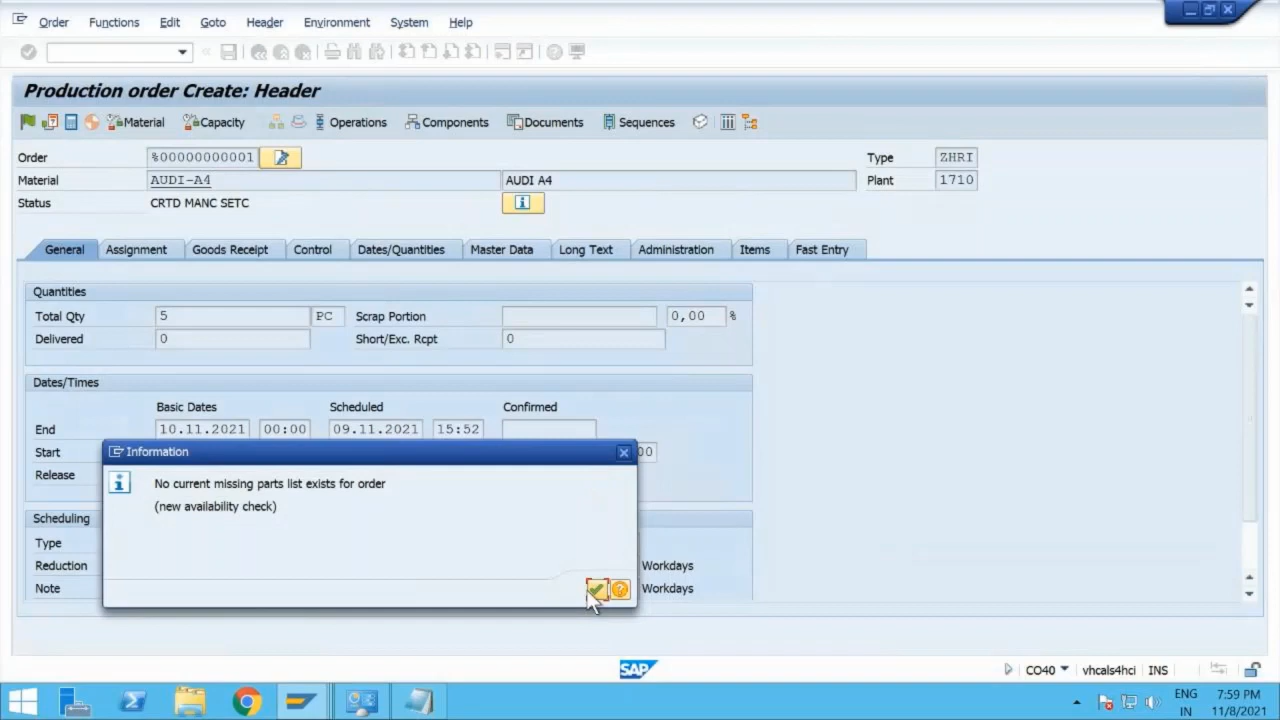 Order Functions Edit Goto Header Environment System Help
Production order Create: Header
Material Capacity Operations Components Documents Sequences
Order %00000000001 Type ZHRI
Material AUDI-A4 AUDI A4 Plant 1710
Status CRTD MANC SETC
General Assignment Goods Receipt Control Dates/Quantities Master Data Long Text Administration Items Fast Entry
Quantities
Total Qty 5 PC Scrap Portion 0,00 %
Delivered 0 Short/Exc. Rcpt 0
Dates/Times
Basic Dates Scheduled Confirmed
End 10.11.2021 00:00 09.11.2021 15:52
Start 00
Release
Information
No current missing parts list exists for order
(new availability check)
Scheduling
Type
Reduction Workdays
Note Workdays
SAP
CO40 vhcals4hci INS
ENG 7:59 PM
IN 11/8/2021